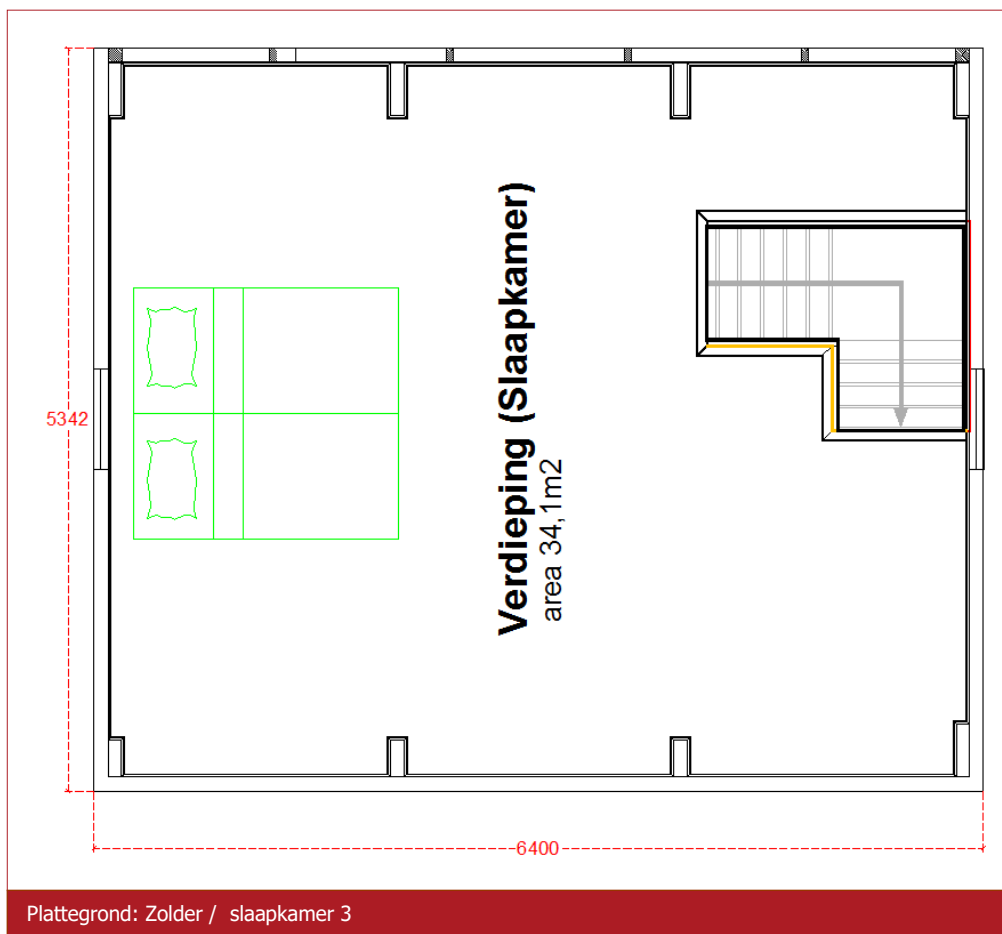 Verdieping (Slaapkamer)
area 34,1m2
5342
6400
Plattegrond: Zolder / slaapkamer 3